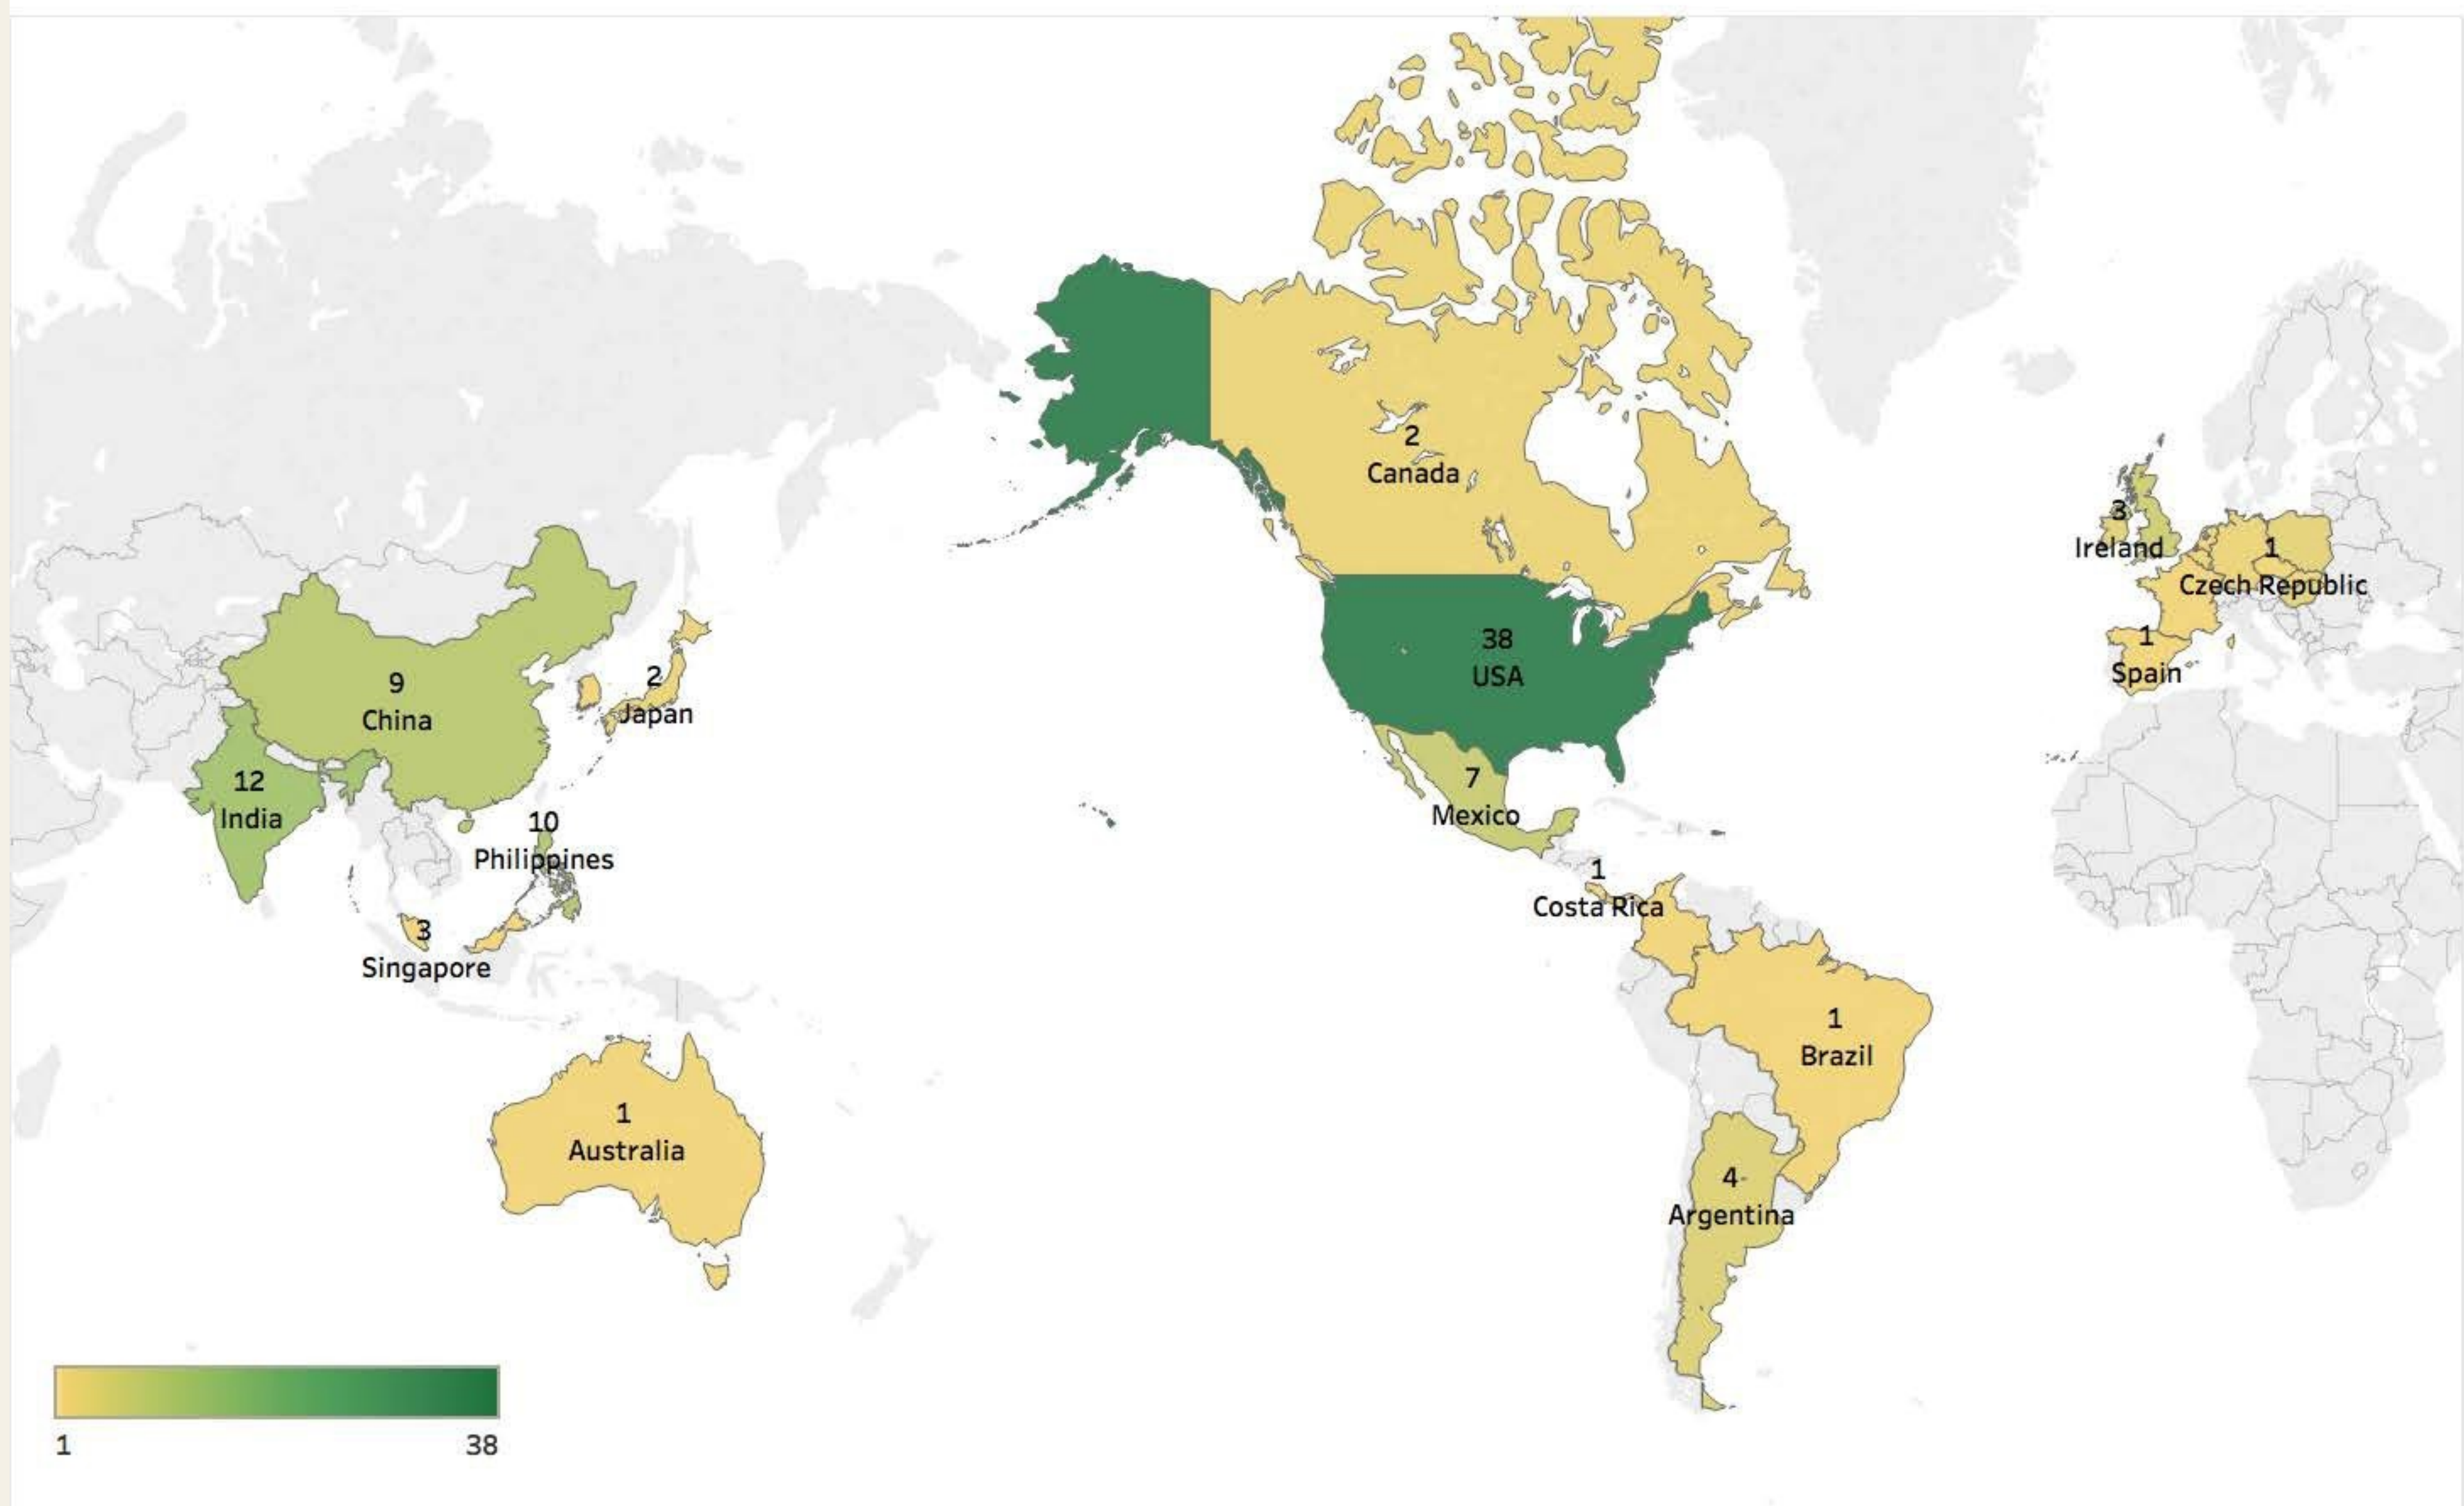 2
Canada
3
Ireland
1
Czech Republic
38
USA
1
Spain
9
China
2
Japan
12
India
7
Mexico
10
Philippines
1
Costa Rica
3
Singapore
1
Brazil
1
Australia
4
Argentina
1
38